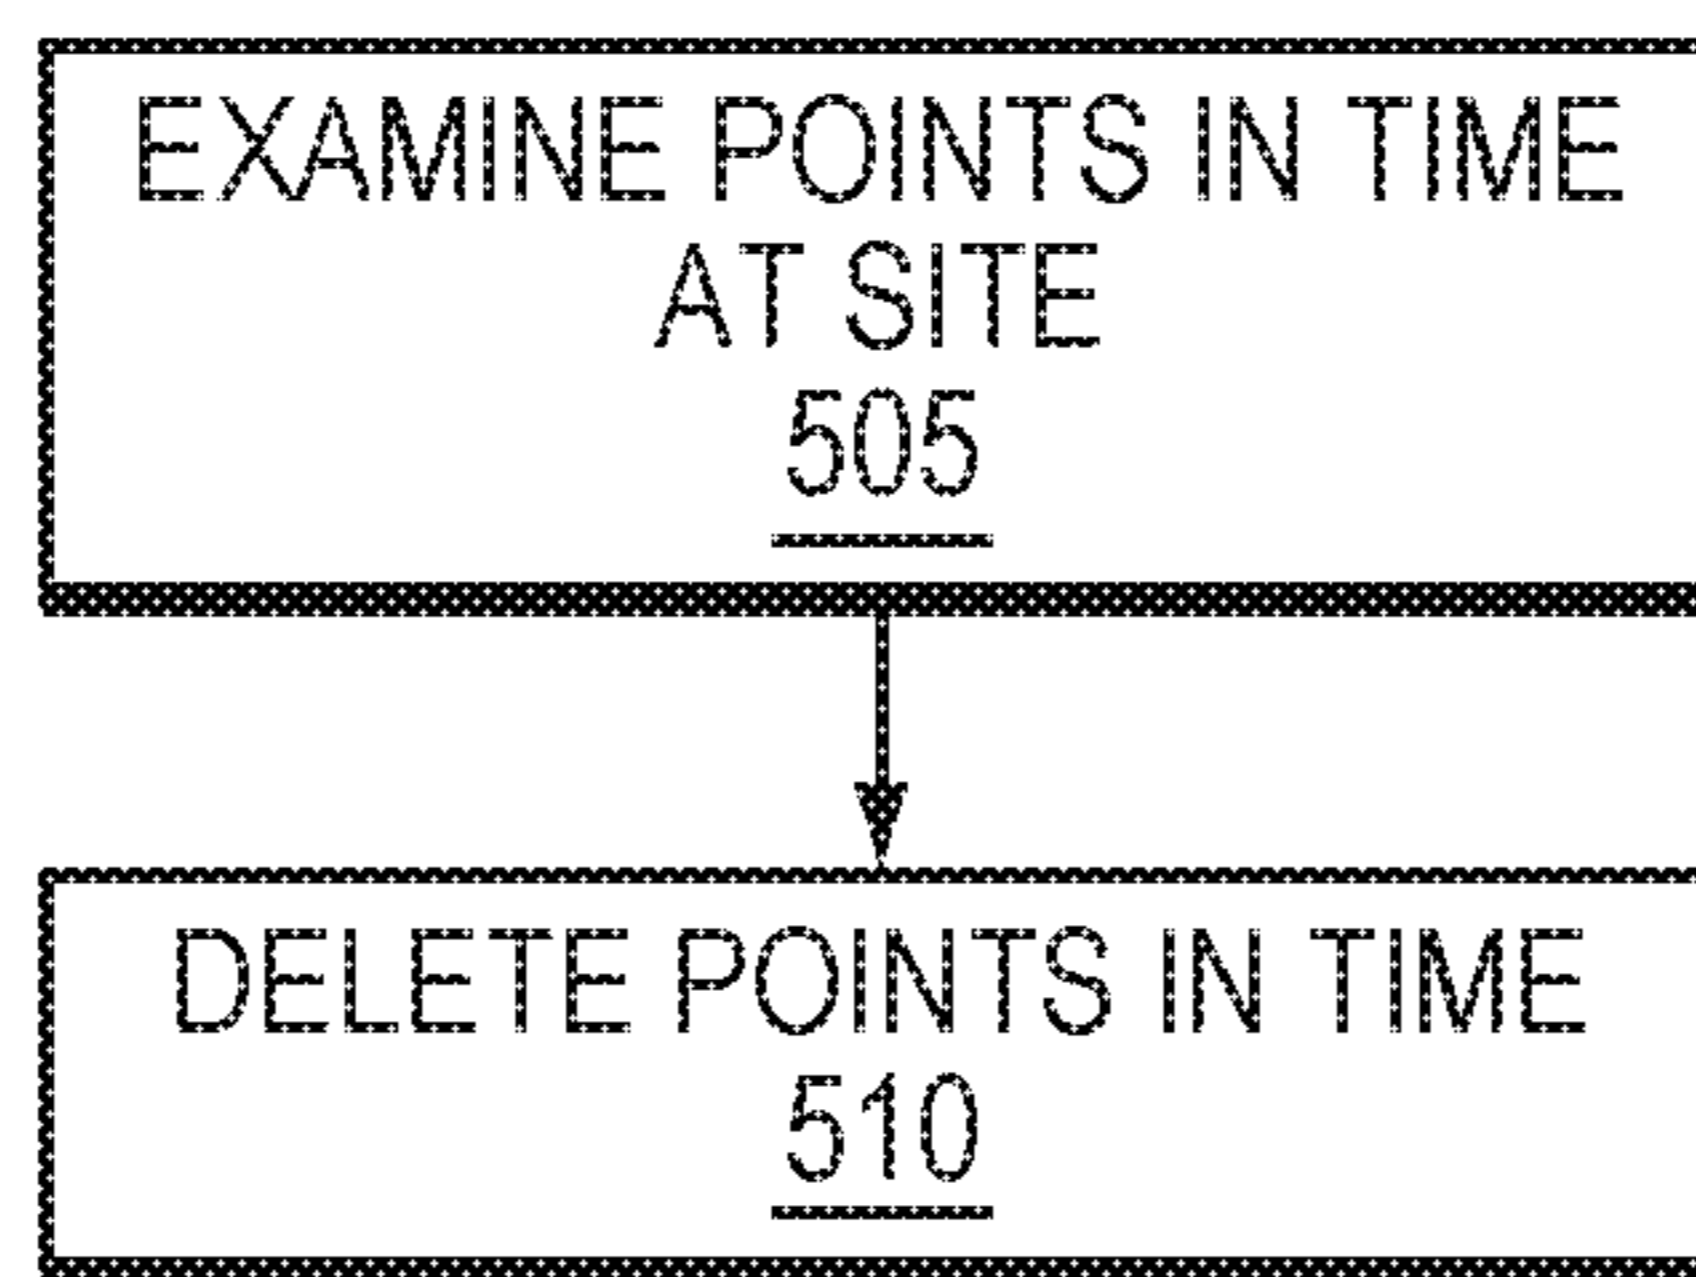 EXAMINE POINTS IN TIME
AT SITE
505
DELETE POINTS IN TIME
510